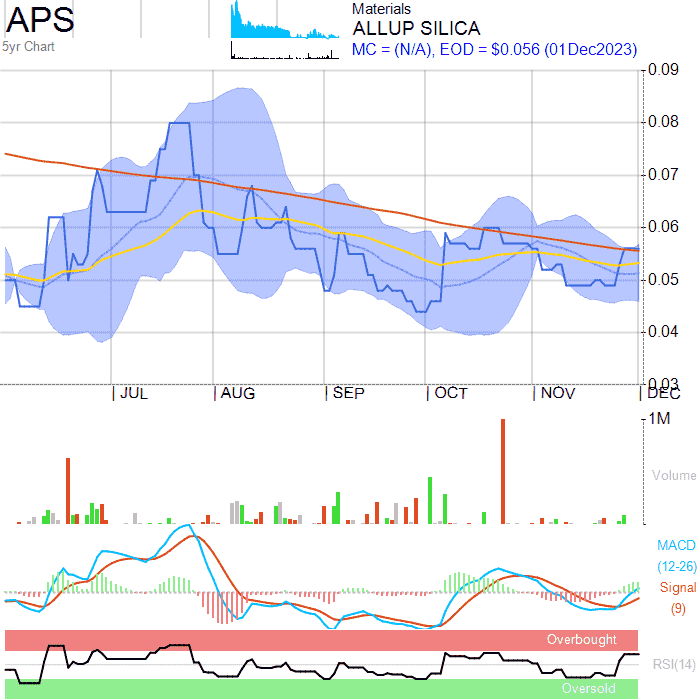 APS
5yr Chart
Materials
ALLUP SILICA
MC = (N/A), EOD = $0.056 (01Dec2023)
0.09
0.08
0.07
0.06
0.05
0.04
0.03
JUL AUG SEP OCT NOV DEC
1M
Volume
MACD
(12-26)
Signal
(9)
Overbought
RSI(14)
Oversold